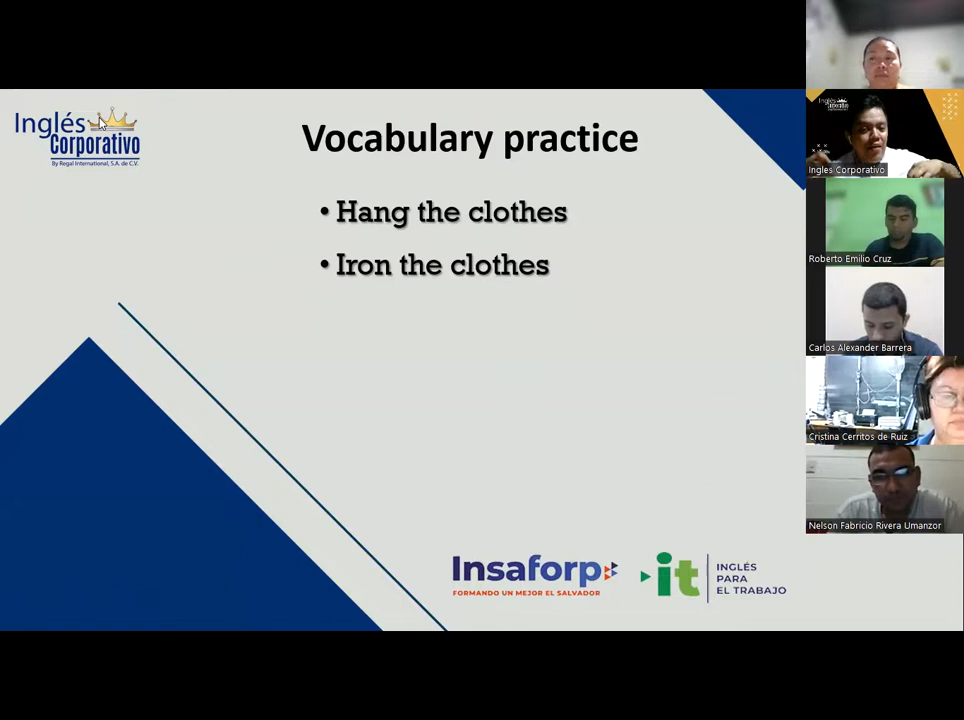 Inglés
Corporativo
By Regal International, S.A. de C.V.
Vocabulary practice
• Hang the clothes
• Iron the clothes
Insaforp
FORMANDO UN MEJOR EL SALVADOR
it
INGLÉS
PARA
EL TRABAJO
Inglés
Corporativo
Ingles Corporativo
Roberto Emilio Cruz
Carlos Alexander Barrera
Cristina Cerritos de Ruiz
Nelson Fabricio Rivera Umanzor